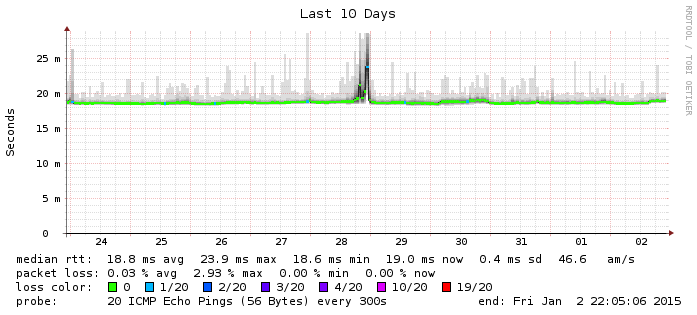 Last 10 Days
RRDTOOL / TOBI OETIKER
Seconds
25 m
20 m
15 m
10 m
5 m
0
24 25 26 27 28 29 30 31 01 02
median rtt: 18.8 ms avg 23.9 ms max 18.6 ms min 19.0 ms now 0.4 ms sd 46.6 am/s
packet loss: 0.03 % avg 2.93 % max 0.00 % min 0.00 % now
loss color: 0 1/20 2/20 3/20 4/20 10/20 19/20
probe: 20 ICMP Echo Pings (56 Bytes) every 300s end: Fri Jan 2 22:05:06 2015